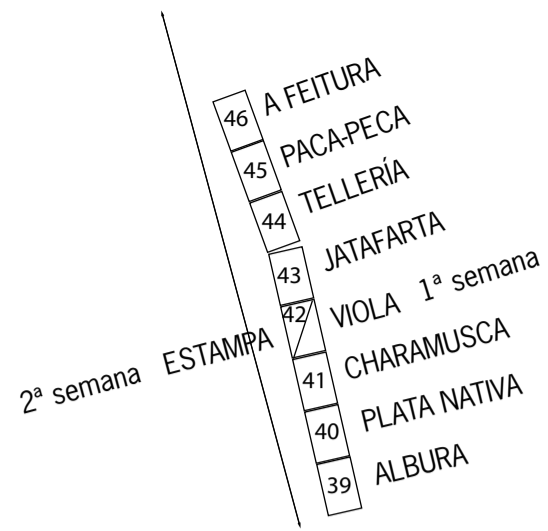 46 A FEITURA
45 PACA-PECA
44 TELLERÍA
43 JATAFARTA
42 VIOLA 1ª semana
2ª semana ESTAMPA
41 CHARAMUSCA
40 PLATA NATIVA
39 ALBURA